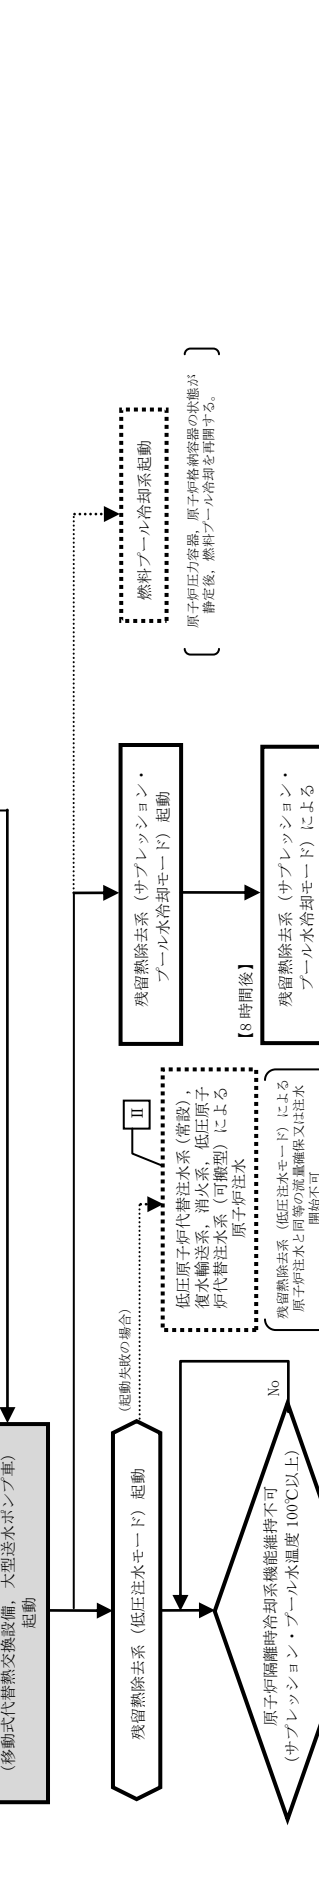 (移動式代替熱交換設備，大型送水ポンプ車)
起動
残留熱除去系（低圧注水モード）起動
(起動失敗の場合)
Ⅱ
低圧原子炉代替注水系（常設），
復水輸送系，消火系，低圧原子
炉代替注水系（可搬型）による
原子炉注水
残留熱除去系（低圧注水モード）による
原子炉注水と同等の流量確保又は注水
開始不可
残留熱除去系（サプレッション・
プール水冷却モード）起動
【8 時間後】
残留熱除去系（サプレッション・
プール水冷却モード）による
燃料プール冷却系起動
原子炉圧力容器，原子炉格納容器の状態が
静定後，燃料プール冷却を再開する。
No
原子炉隔離時冷却系機能維持不可
(サプレッション・プール水温度 100℃以上)